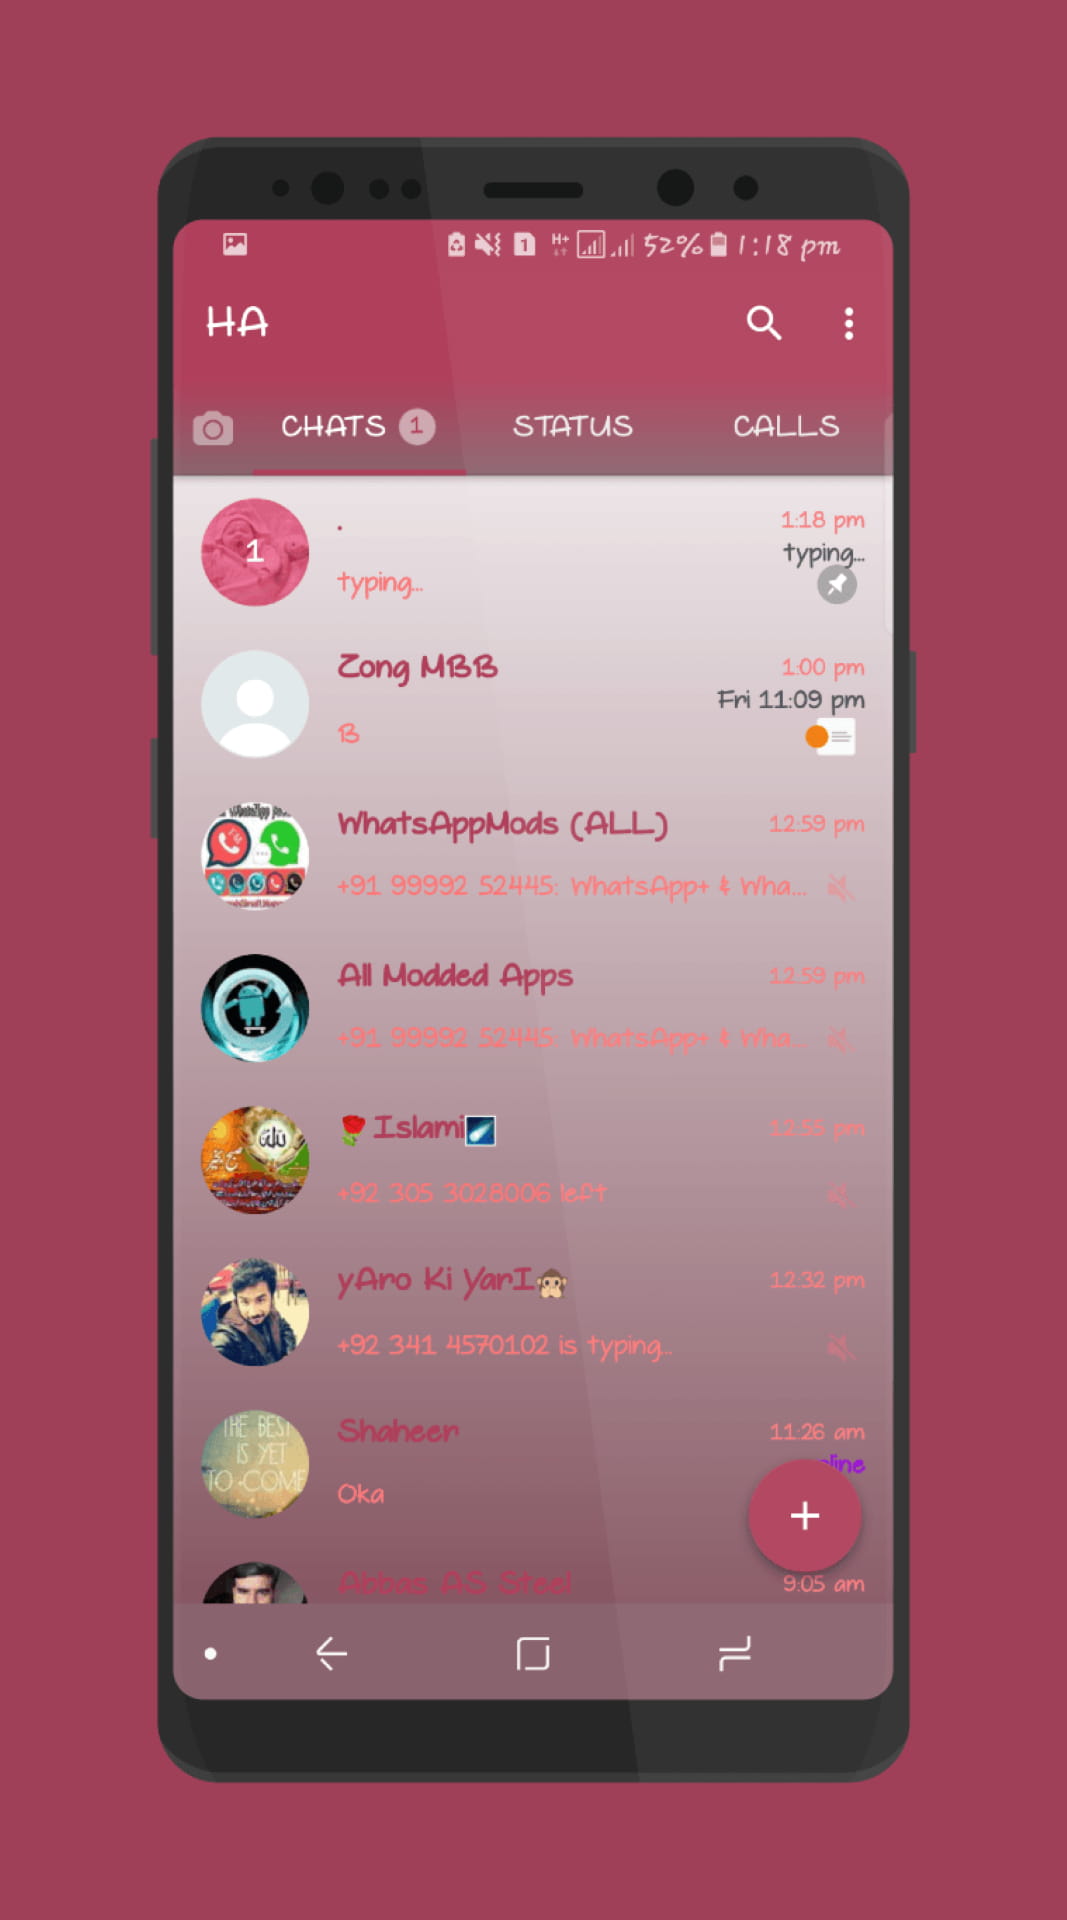 1 H+ 52% 1:18 pm
HA
CHATS 1 STATUS CALLS
. 1:18 pm
1
typing... typing...
Zong MBB 1:00 pm
Fri 11:09 pm
B
WhatsAppMods (ALL) 12:59 pm
+91 99992 52445: WhatsApp+ & Wha...
All Modded Apps 12:59 pm
+91 99992 52445: WhatsApp+ & Wha...
🌹Islami☄️ 12:55 pm
+92 305 3028006 left
yAro Ki YarI🙊 12:32 pm
+92 341 4570102 is typing...
THE BEST
IS YET
TO COME
Shaheer 11:26 am
Oka
+
Abbas AS Steel 9:05 am